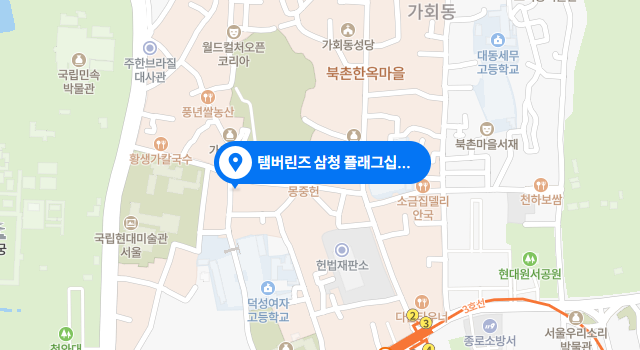 가회동
월드컬처오픈
코리아
가회동성당
대동세무
고등학교
주한브라질
대사관
국립민속
박물관
북촌한옥마을
풍년쌀농산
북촌마을서재
황생가칼국수
탬버린즈 삼청 플래그십...
몽중헌
소금집델리
안국
천하보쌈
국립현대미술관
서울
궁
헌법재판소
현대원서공원
덕성여자
고등학교
3호선
2
3
4
종로소방서
서울우리소리
박물관